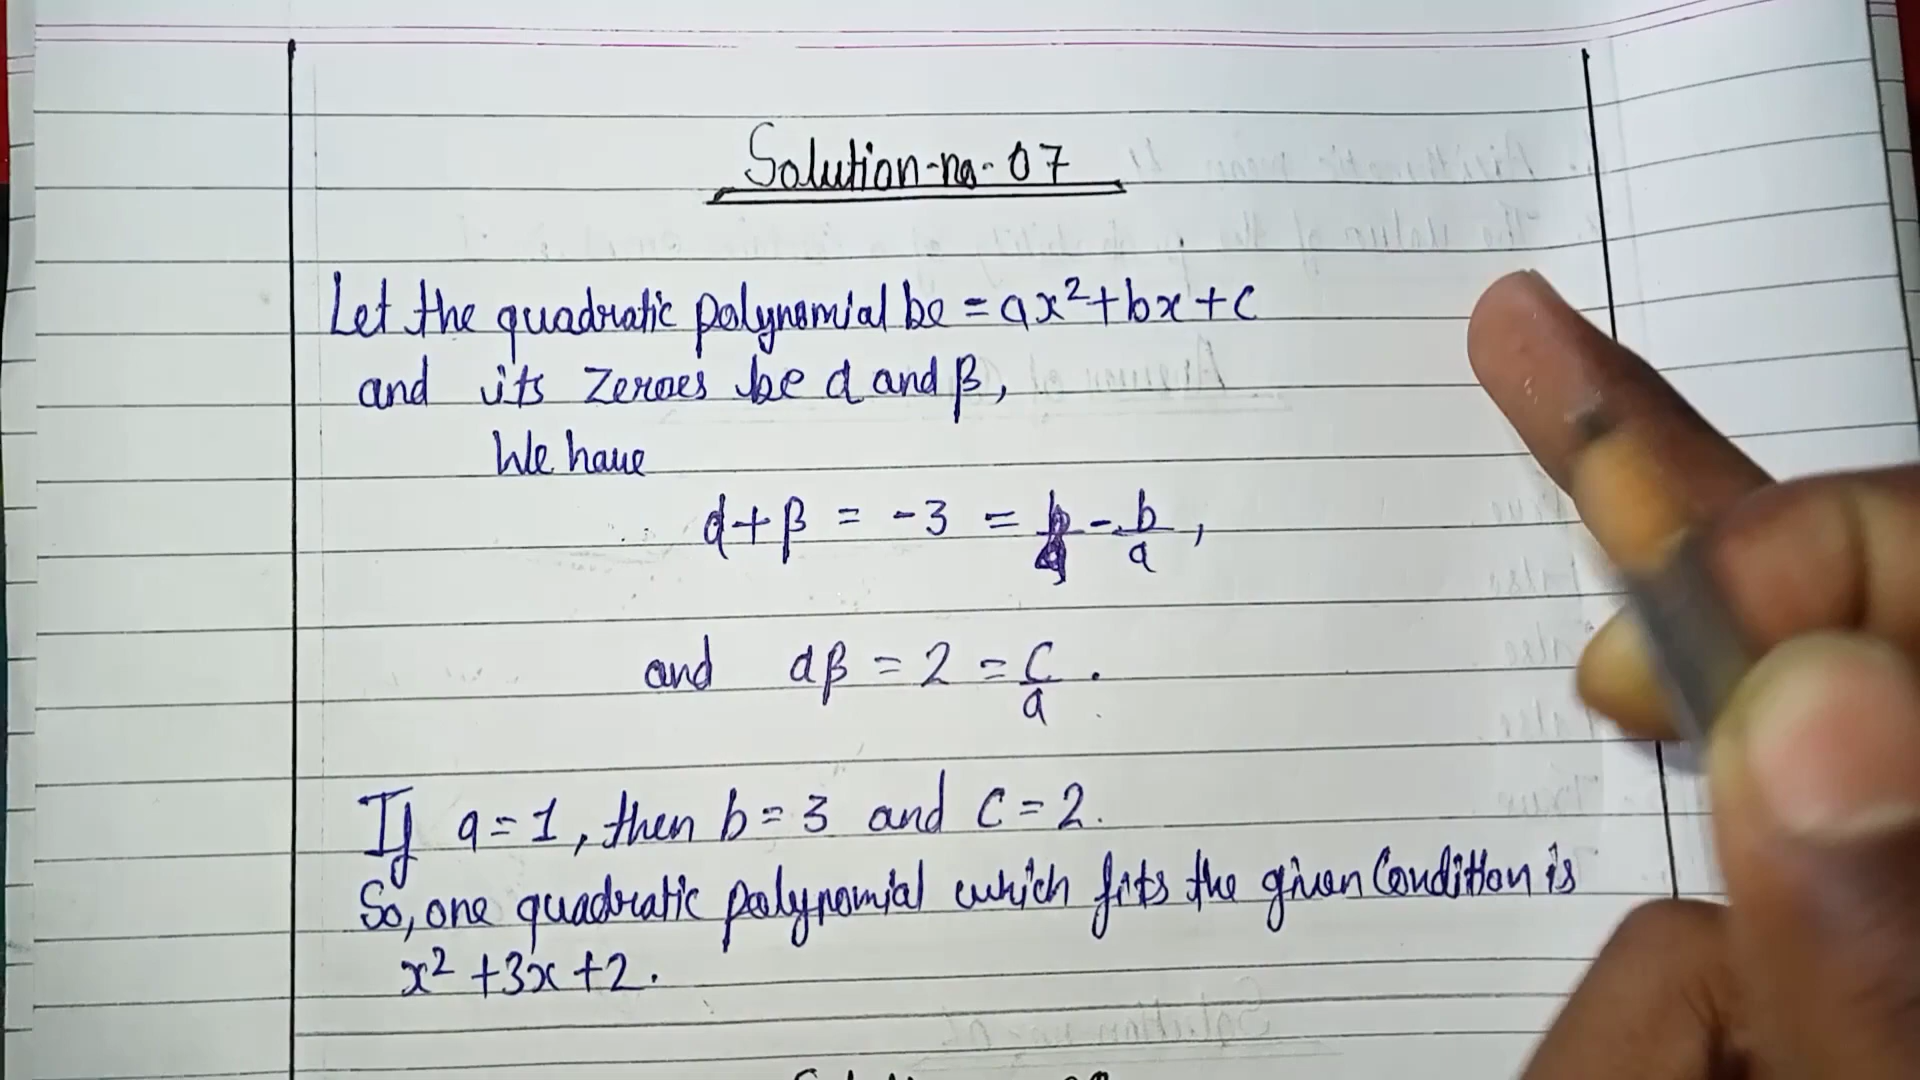 Solution-no-07
Let the quadratic polynomial be = ax²+bx+c
and its zeroes be α and β,
We have
α+β = -3 = -b/a,
and αβ = 2 = c/a.
If a=1, then b=3 and c=2.
So, one quadratic polynomial which fits the given Condition is
x²+3x+2.